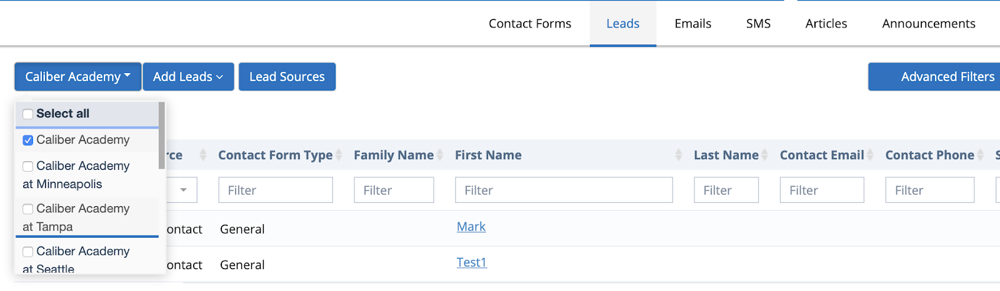 Contact Forms Leads Emails SMS Articles Announcements
Caliber Academy Add Leads Lead Sources Advanced Filters
Select all
Caliber Academy
Caliber Academy
at Minneapolis
Caliber Academy
at Tampa
Caliber Academy
at Seattle
Contact Form Type Family Name First Name Last Name Contact Email Contact Phone
Filter Filter Filter Filter Filter Filter
ontact General Mark
ontact General Test1